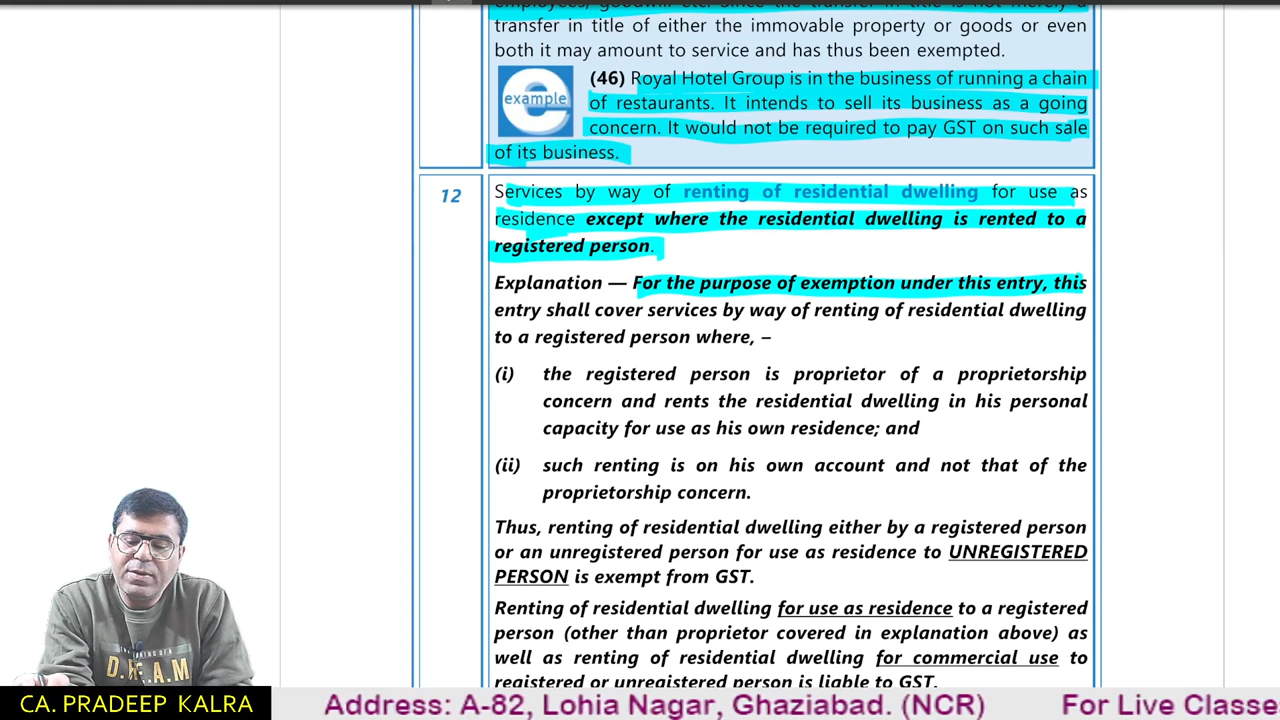 employees, goodwill etc. Since the transfer in title is not merely a
transfer in title of either the immovable property or goods or even
both it may amount to service and has thus been exempted.
example
(46) Royal Hotel Group is in the business of running a chain
of restaurants. It intends to sell its business as a going
concern. It would not be required to pay GST on such sale
of its business.
12
Services by way of renting of residential dwelling for use as
residence except where the residential dwelling is rented to a
registered person.
Explanation — For the purpose of exemption under this entry, this
entry shall cover services by way of renting of residential dwelling
to a registered person where, –
(i) the registered person is proprietor of a proprietorship
concern and rents the residential dwelling in his personal
capacity for use as his own residence; and
(ii) such renting is on his own account and not that of the
proprietorship concern.
Thus, renting of residential dwelling either by a registered person
or an unregistered person for use as residence to UNREGISTERED
PERSON is exempt from GST.
Renting of residential dwelling for use as residence to a registered
person (other than proprietor covered in explanation above) as
well as renting of residential dwelling for commercial use to
registered or unregistered person is liable to GST.
CA. PRADEEP KALRA
Address: A-82, Lohia Nagar, Ghaziabad. (NCR) For Live Classe